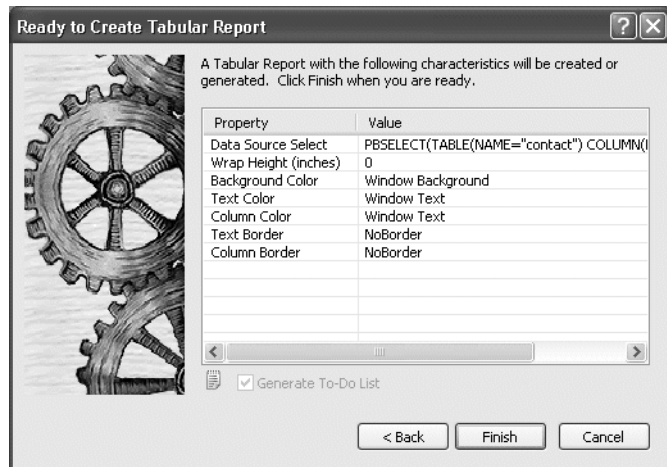 Ready to Create Tabular Report
A Tabular Report with the following characteristics will be created or
generated. Click Finish when you are ready.
Property Value
Data Source Select PBSELECT(TABLE(NAME="contact") COLUMN(
Wrap Height (inches) 0
Background Color Window Background
Text Color Window Text
Column Color Window Text
Text Border NoBorder
Column Border NoBorder
Generate To-Do List
< Back Finish Cancel